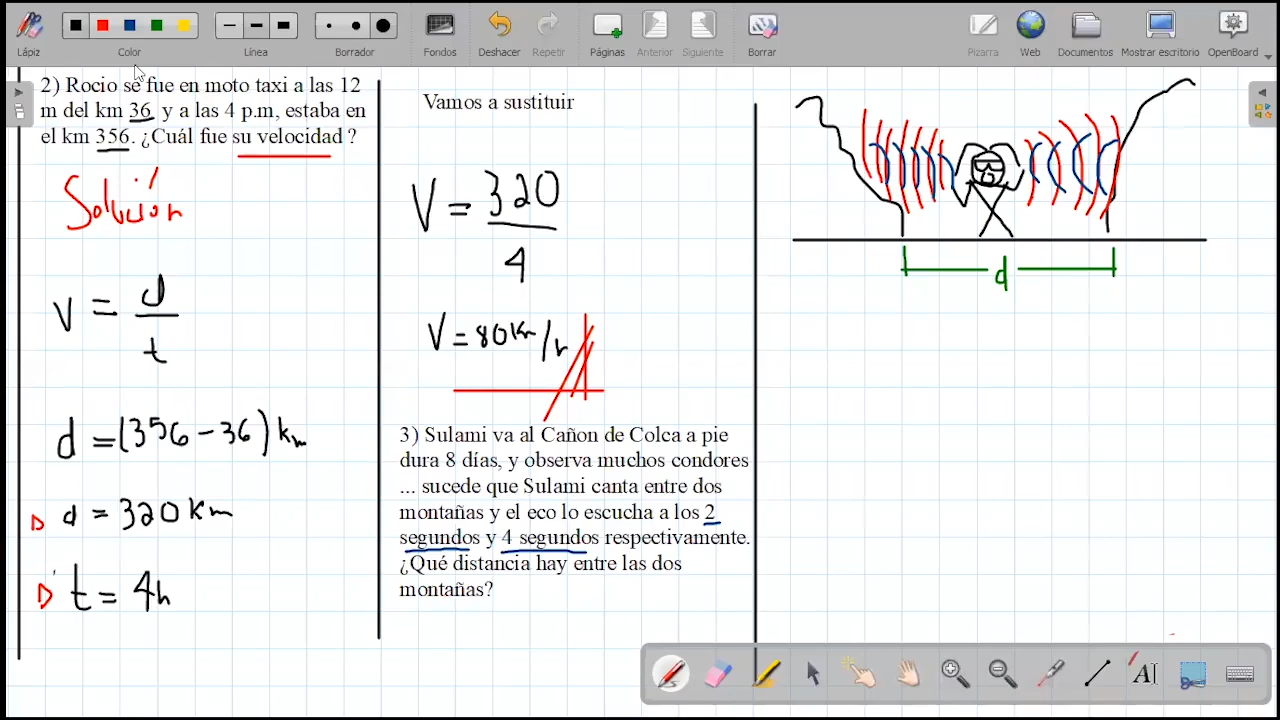 Lápiz
Color
Línea
Borrador
Fondos
Deshacer
Repetir
Páginas
Anterior
Siguiente
Borrar
Pizarra
Web
Documentos
Mostrar escritorio
OpenBoard
2) Rocio se fue en moto taxi a las 12
m del km 36 y a las 4 p.m, estaba en
el km 356. ¿Cuál fue su velocidad ?
Solución
V = d
t
d = (356 - 36) km
d = 320 Km
t = 4h
Vamos a sustituir
V = 320
4
V = 80 Km/h
3) Sulami va al Cañon de Colca a pie
dura 8 días, y observa muchos condores
... sucede que Sulami canta entre dos
montañas y el eco lo escucha a los 2
segundos y 4 segundos respectivamente.
¿Qué distancia hay entre las dos
montañas?
d